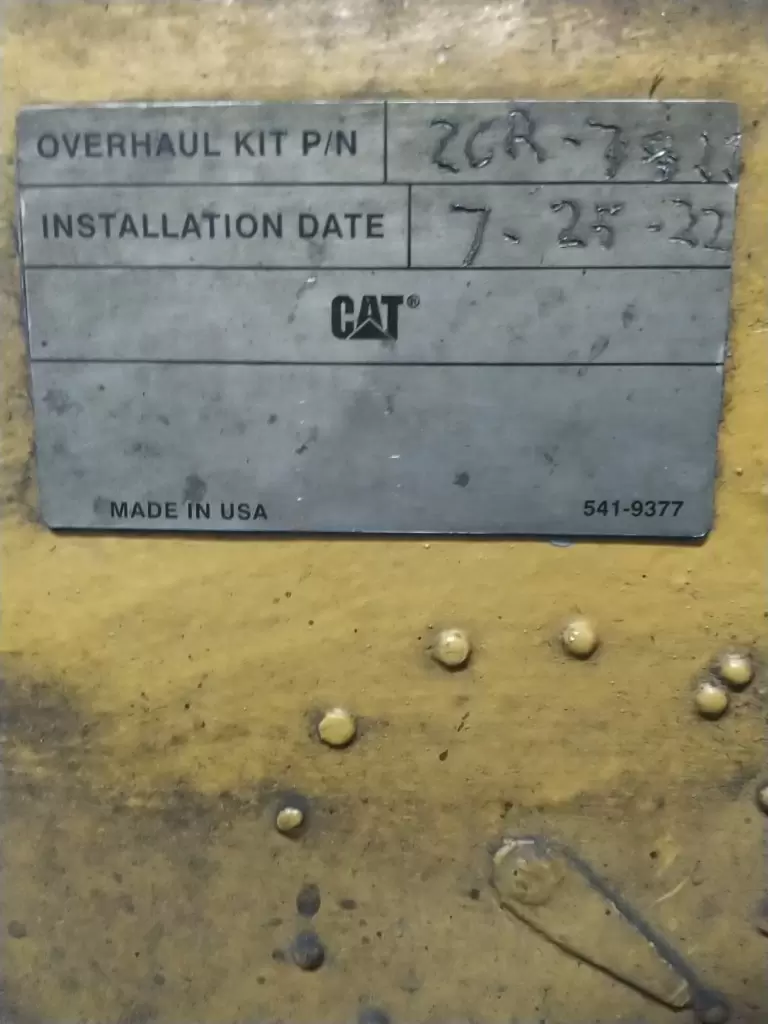 OVERHAUL KIT P/N
INSTALLATION DATE 7-25-22
CAT®
MADE IN USA 541-9377